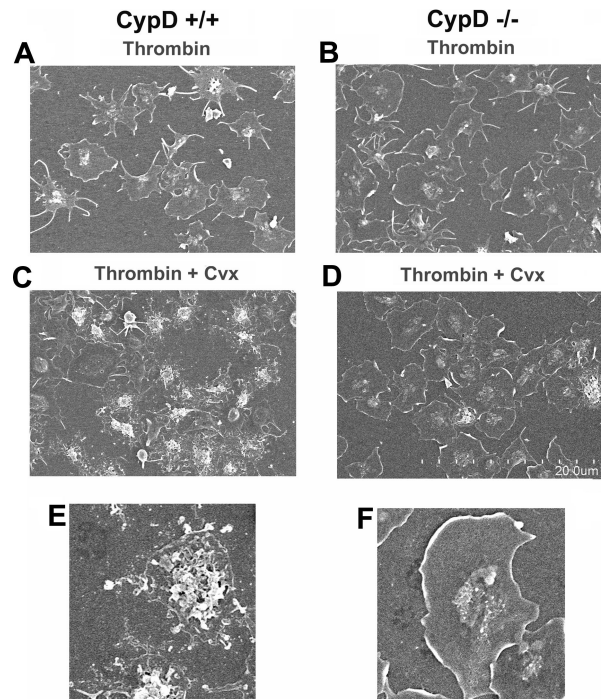 CypD +/+
CypD -/-
A
Thrombin
B
Thrombin
C
Thrombin + Cvx
D
Thrombin + Cvx
20.0um
E
F